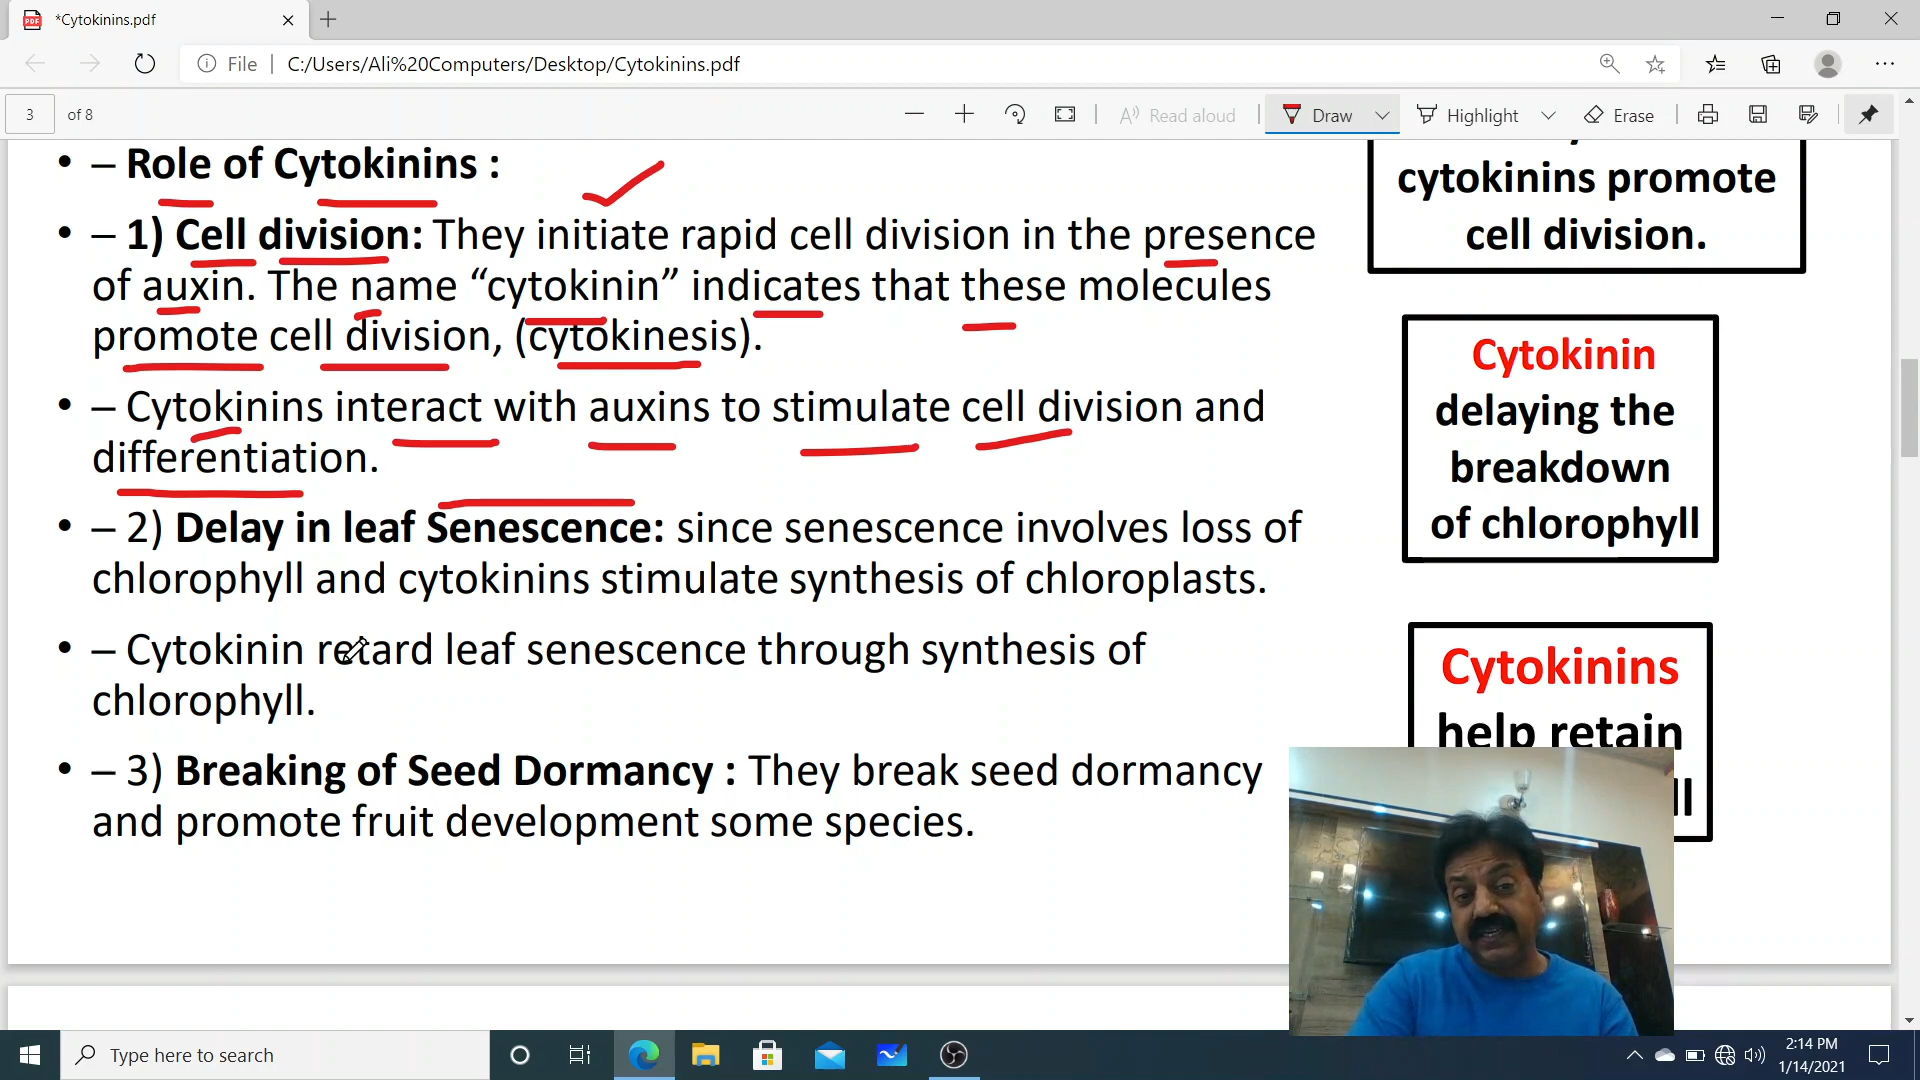 *Cytokinins.pdf
File
C:/Users/Ali%20Computers/Desktop/Cytokinins.pdf
3 of 8
Read aloud
Draw
Highlight
Erase
• – Role of Cytokinins :
• – 1) Cell division: They initiate rapid cell division in the presence
of auxin. The name “cytokinin” indicates that these molecules
promote cell division, (cytokinesis).
• – Cytokinins interact with auxins to stimulate cell division and
differentiation.
• – 2) Delay in leaf Senescence: since senescence involves loss of
chlorophyll and cytokinins stimulate synthesis of chloroplasts.
• – Cytokinin retard leaf senescence through synthesis of
chlorophyll.
• – 3) Breaking of Seed Dormancy : They break seed dormancy
and promote fruit development some species.
cytokinins promote
cell division.
Cytokinin
delaying the
breakdown
of chlorophyll
Cytokinins
help retain
Type here to search
2:14 PM
1/14/2021